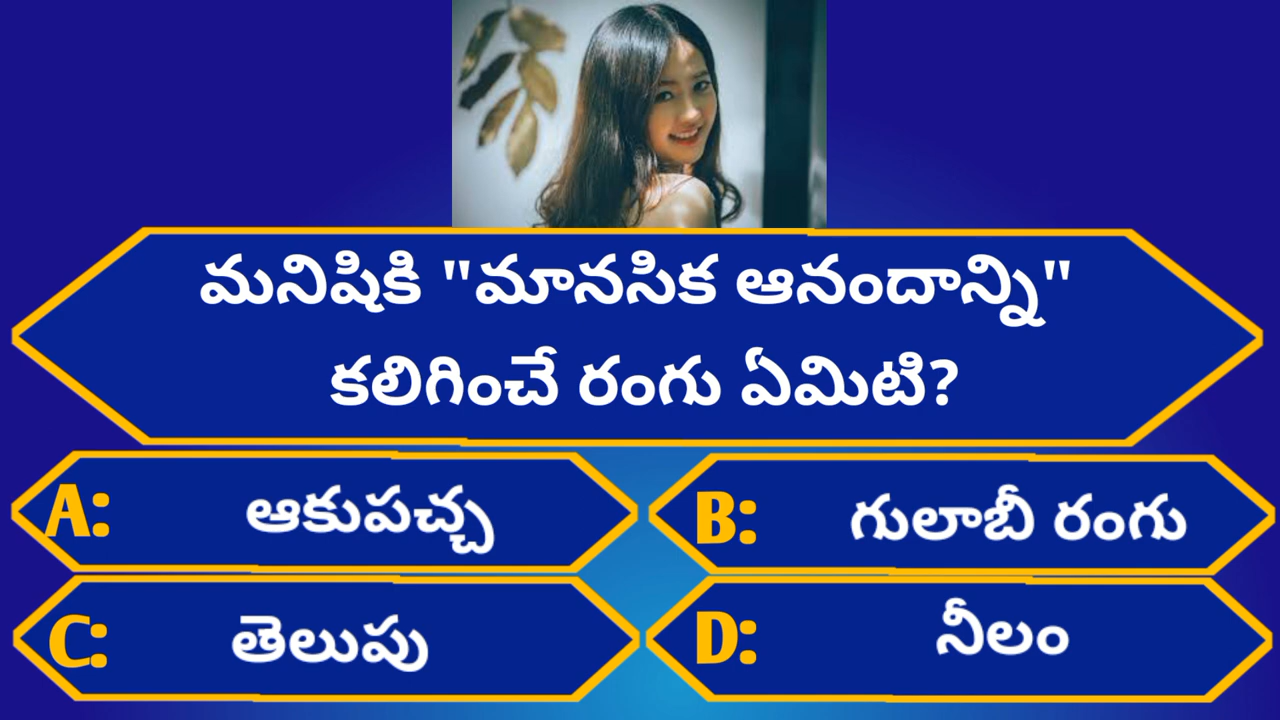 మనిషికి "మానసిక ఆనందాన్ని"
కలిగించే రంగు ఏమిటి?
A: ఆకుపచ్చ
B: గులాబీ రంగు
C: తెలుపు
D: నీలం